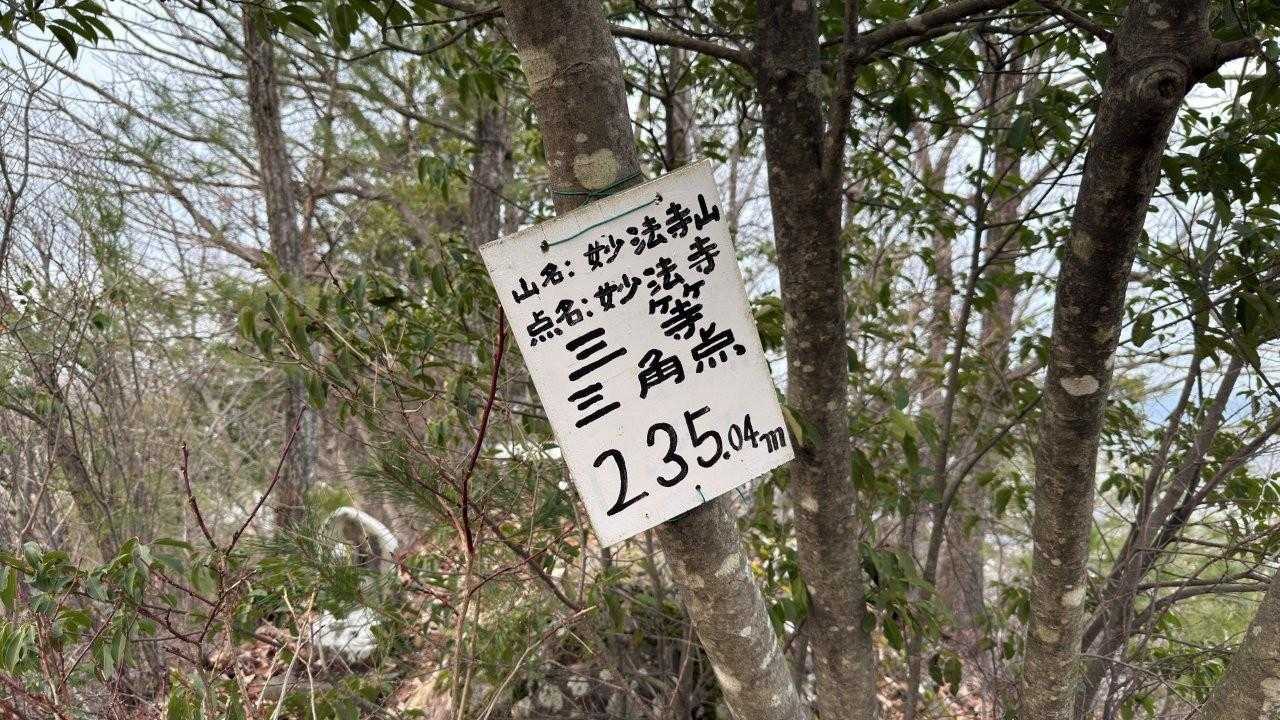 山名:妙法寺山
点名:妙法寺
三等
三角点
235.04m